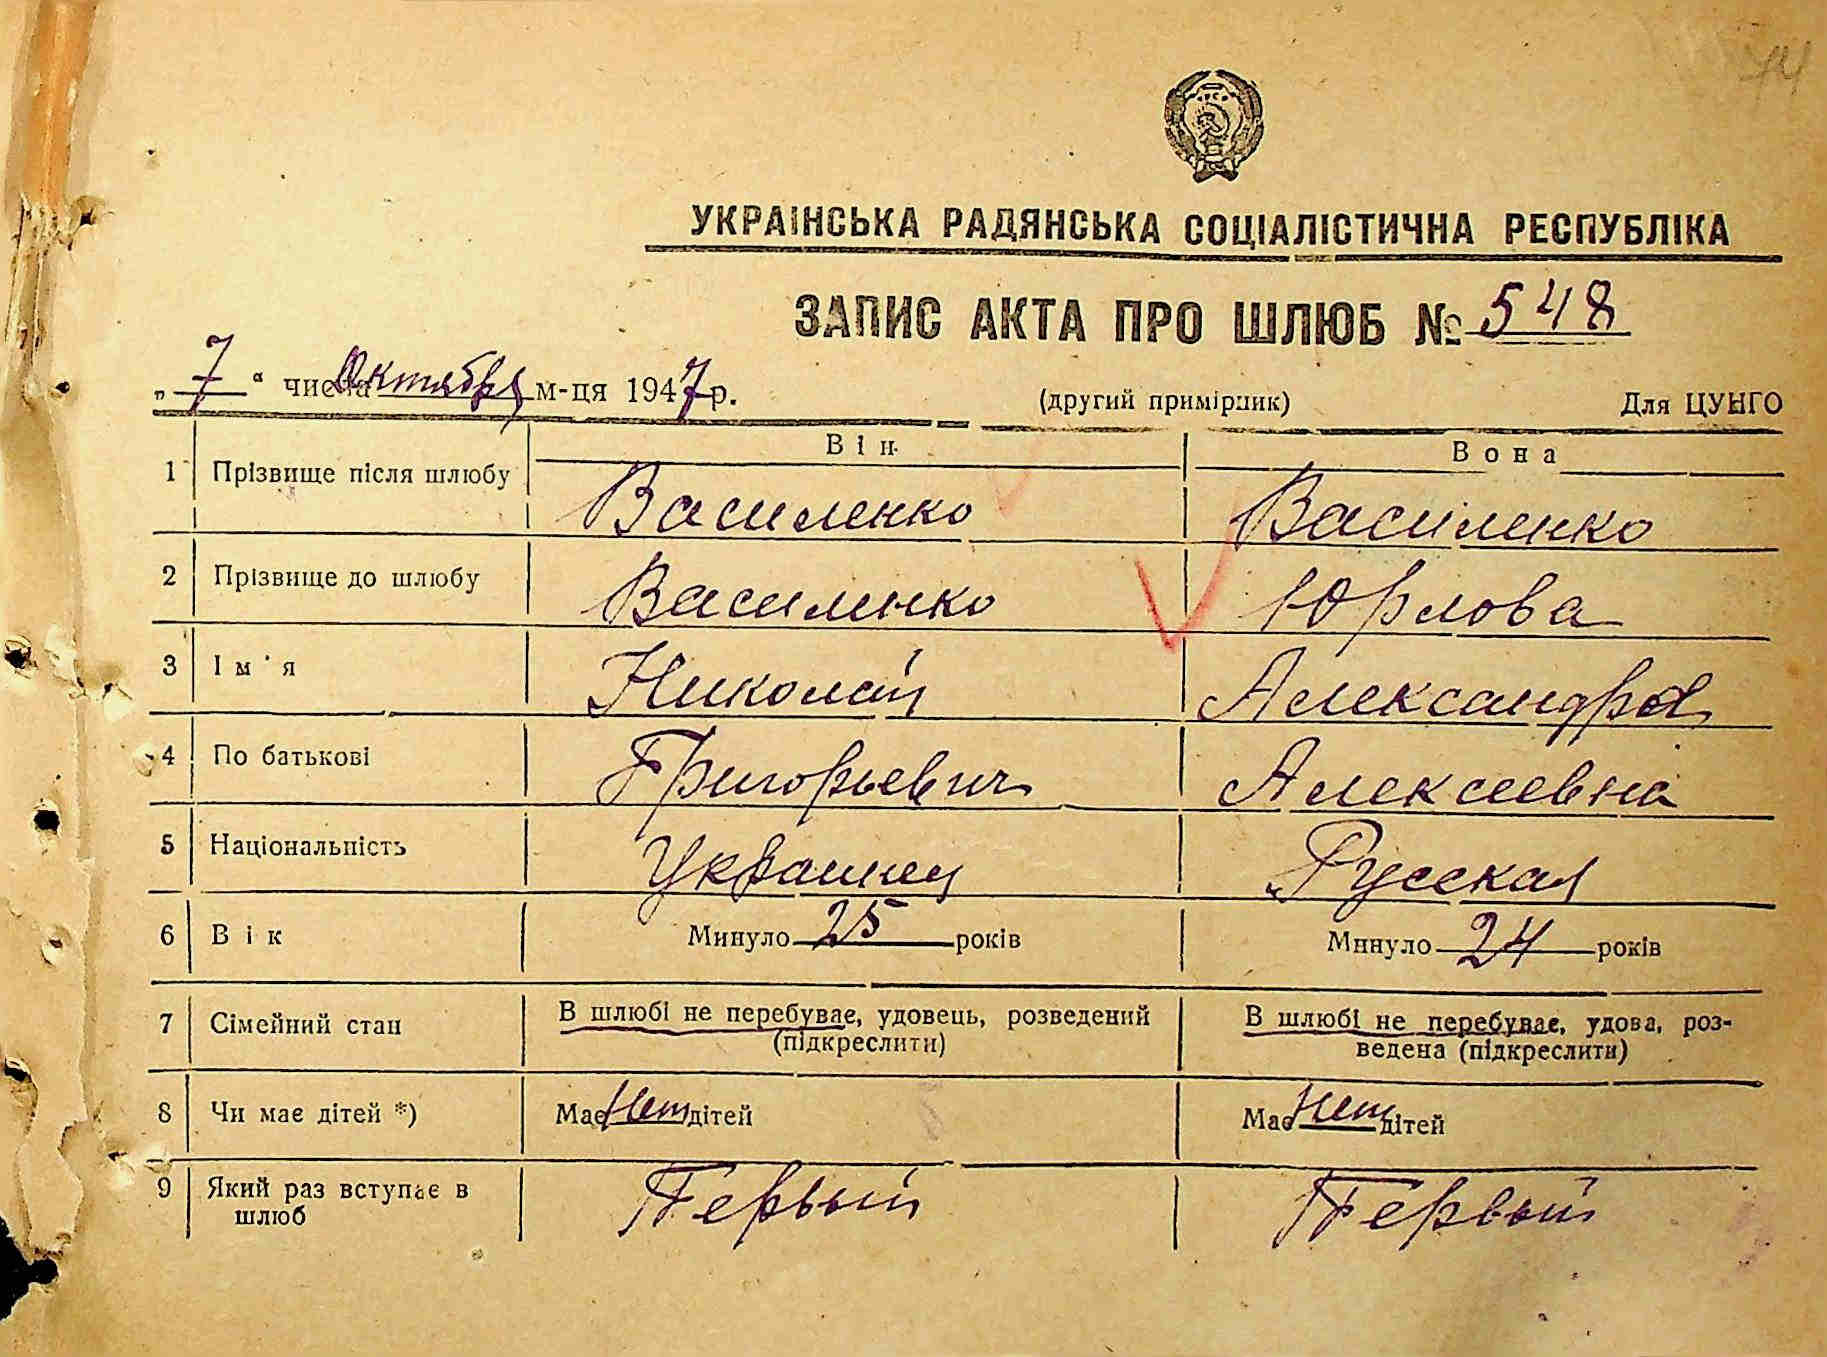 44
УКРАЇНСЬКА РАДЯНСЬКА СОЦІАЛІСТИЧНА РЕСПУБЛІКА
ЗАПИС АКТА ПРО ШЛЮБ № 548
„ 7 “ числа Октября м-ця 1947 р. (другий примірник) Для ЦУНГО
Він Вона
1 Прізвище після шлюбу Василенко Василенко
2 Прізвище до шлюбу Василенко Юрлова
3 Ім'я Николай Александра
4 По батькові Григорьевич Алексеевна
5 Національність Украинец Русская
6 Вік Минуло 25 років Минуло 24 років
7 Сімейний стан В шлюбі не перебуває, удовець, розведений В шлюбі не перебуває, удова, роз-
(підкреслити) ведена (підкреслити)
8 Чи має дітей *) Має Нет дітей Має Нет дітей
9 Який раз вступає в Первый Первый
шлюб